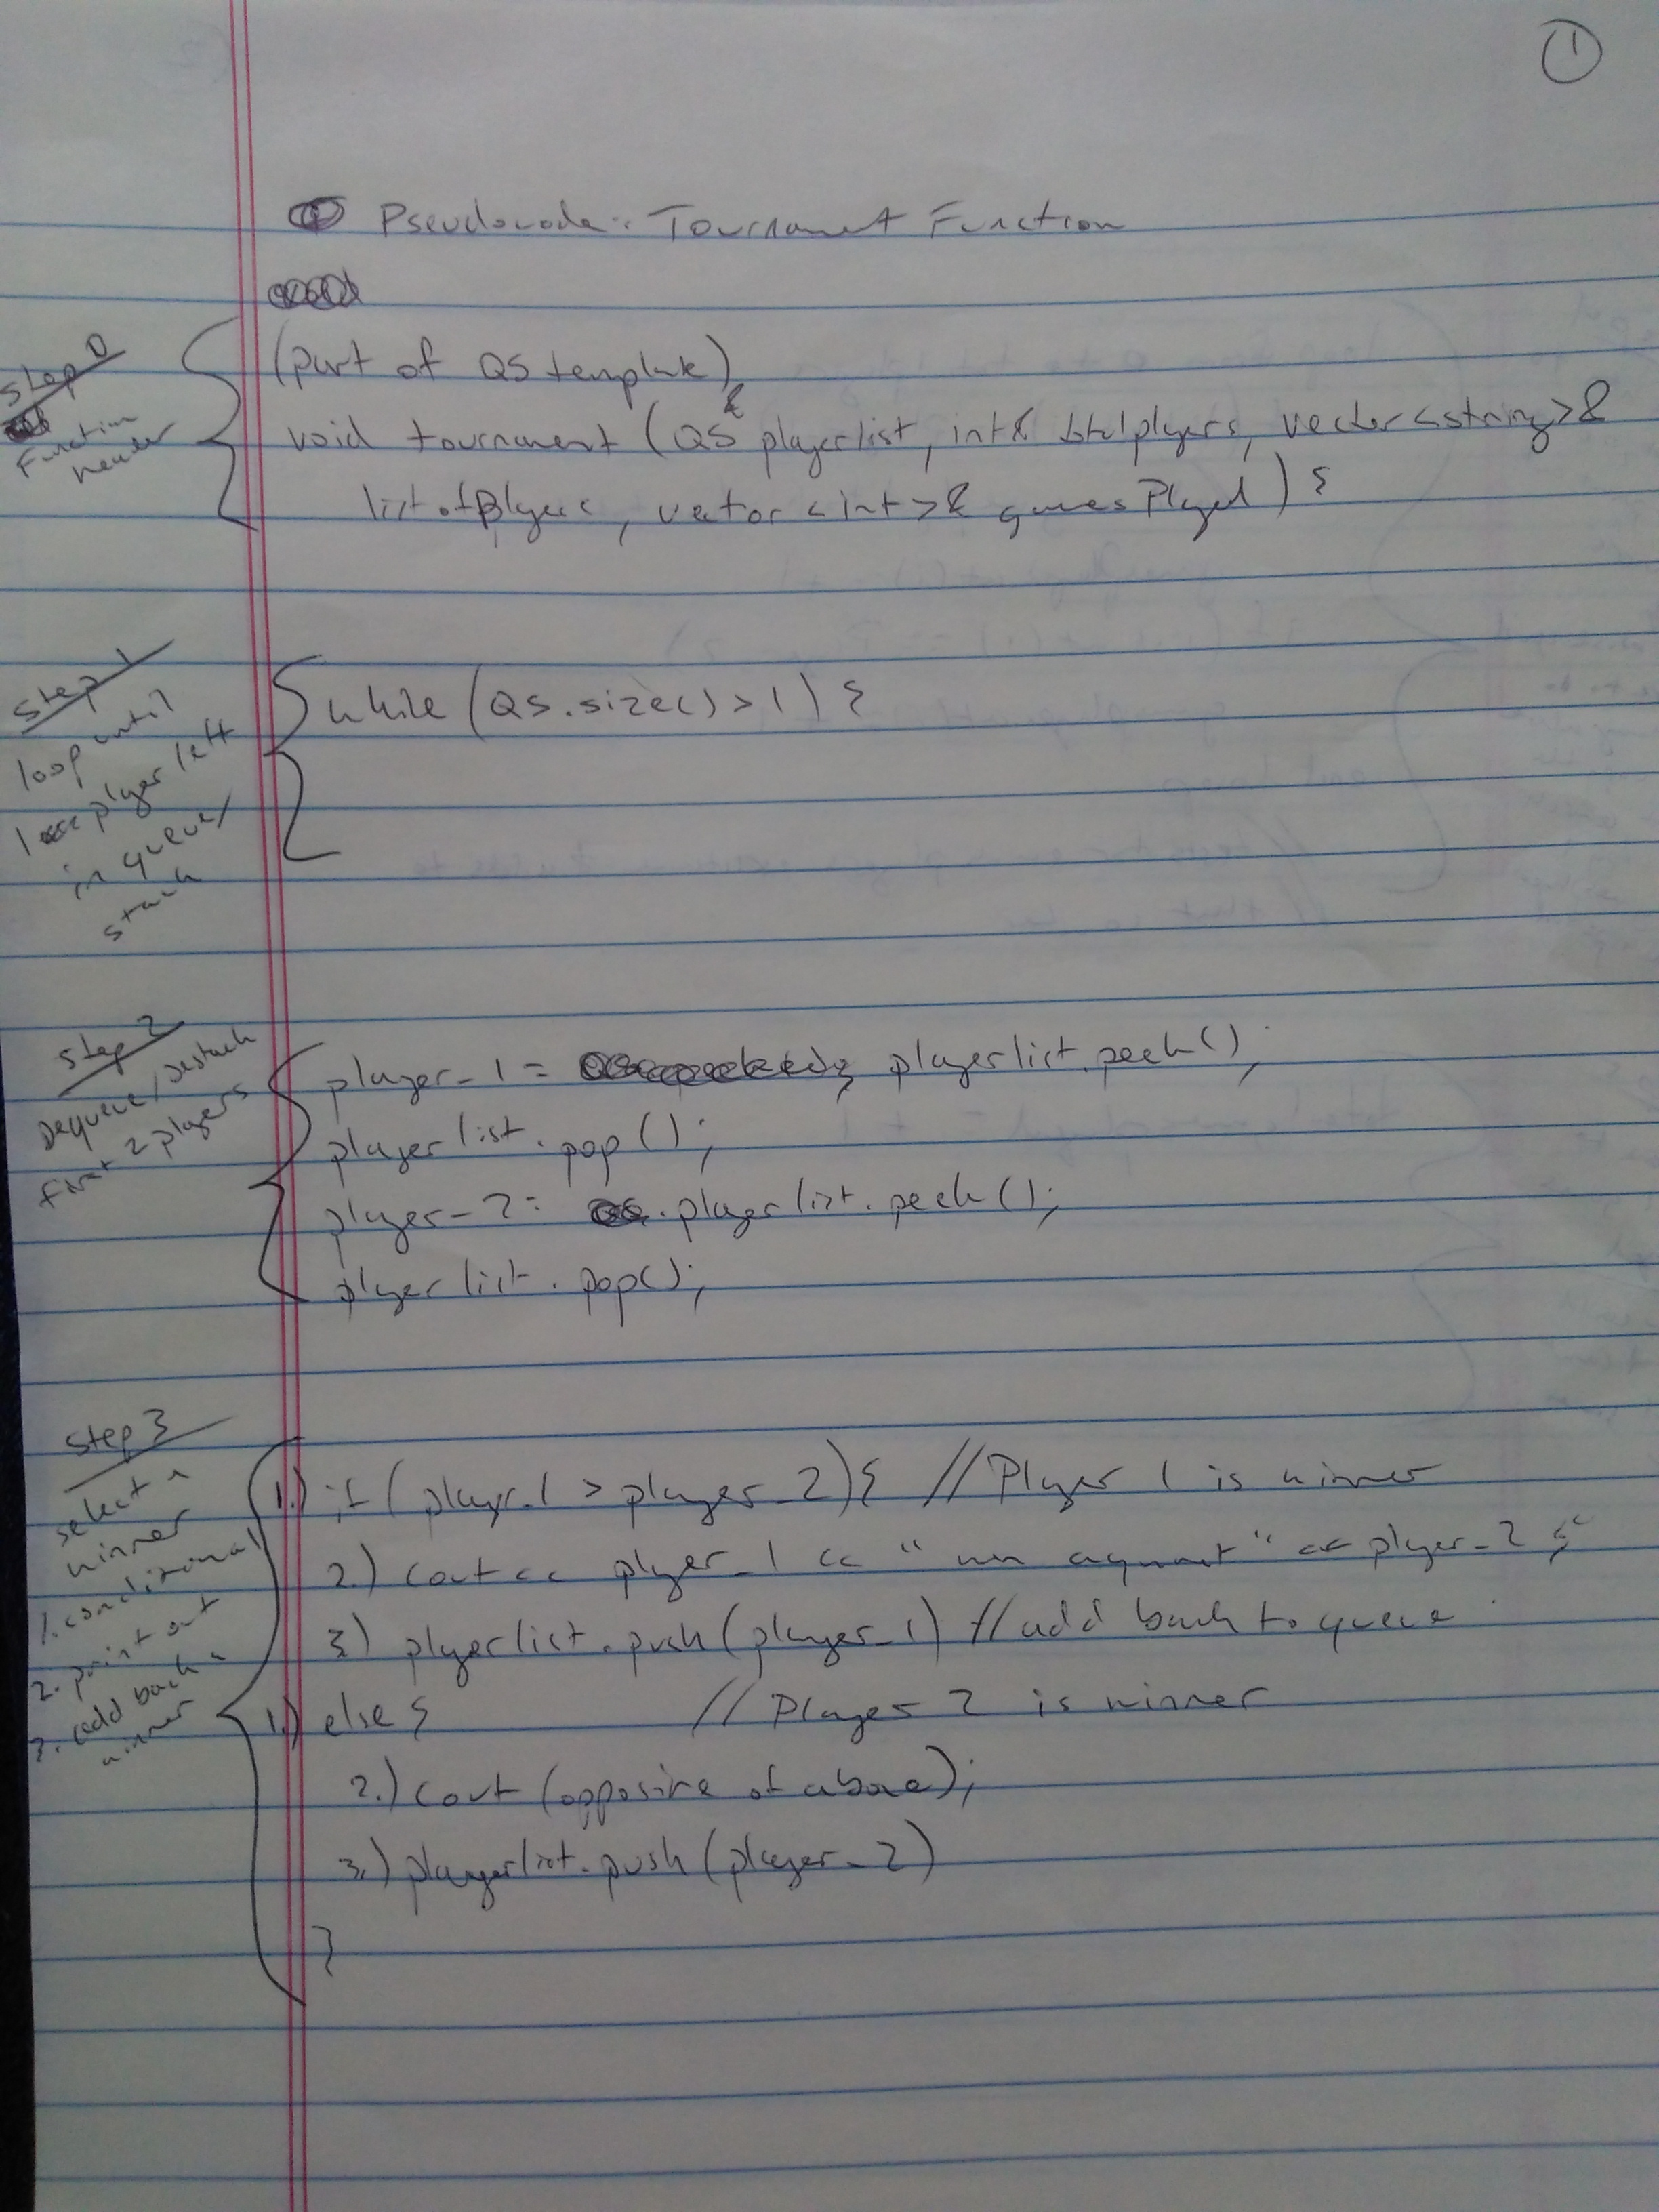 1
Pseudocode: Tournament Function
Step 0
Function
header
(part of QS template)
void tournament (QS & playerlist, int& totalplayers, vector <string> &
listofplayers, vector <int> & gamesPlayed) {
Step 1
loop until
1 player left
in queue/
stack
while (QS.size() > 1) {
Step 2
Dequeue/Destack
first 2 players
player_1 = playerlist.peek();
playerlist.pop();
player_2 = playerlist.peek();
playerlist.pop();
Step 3
select a
winner
1. conditional
2. print out
3. add back a
winner
1.) if (player_1 > player_2) { // Player 1 is winner
2.) cout << player_1 << " won against " << player_2 ;
3) playerlist.push(player_1) // add back to queue
1.) else { // Player 2 is winner
2.) cout (opposite of above);
3.) playerlist.push(player_2)
}